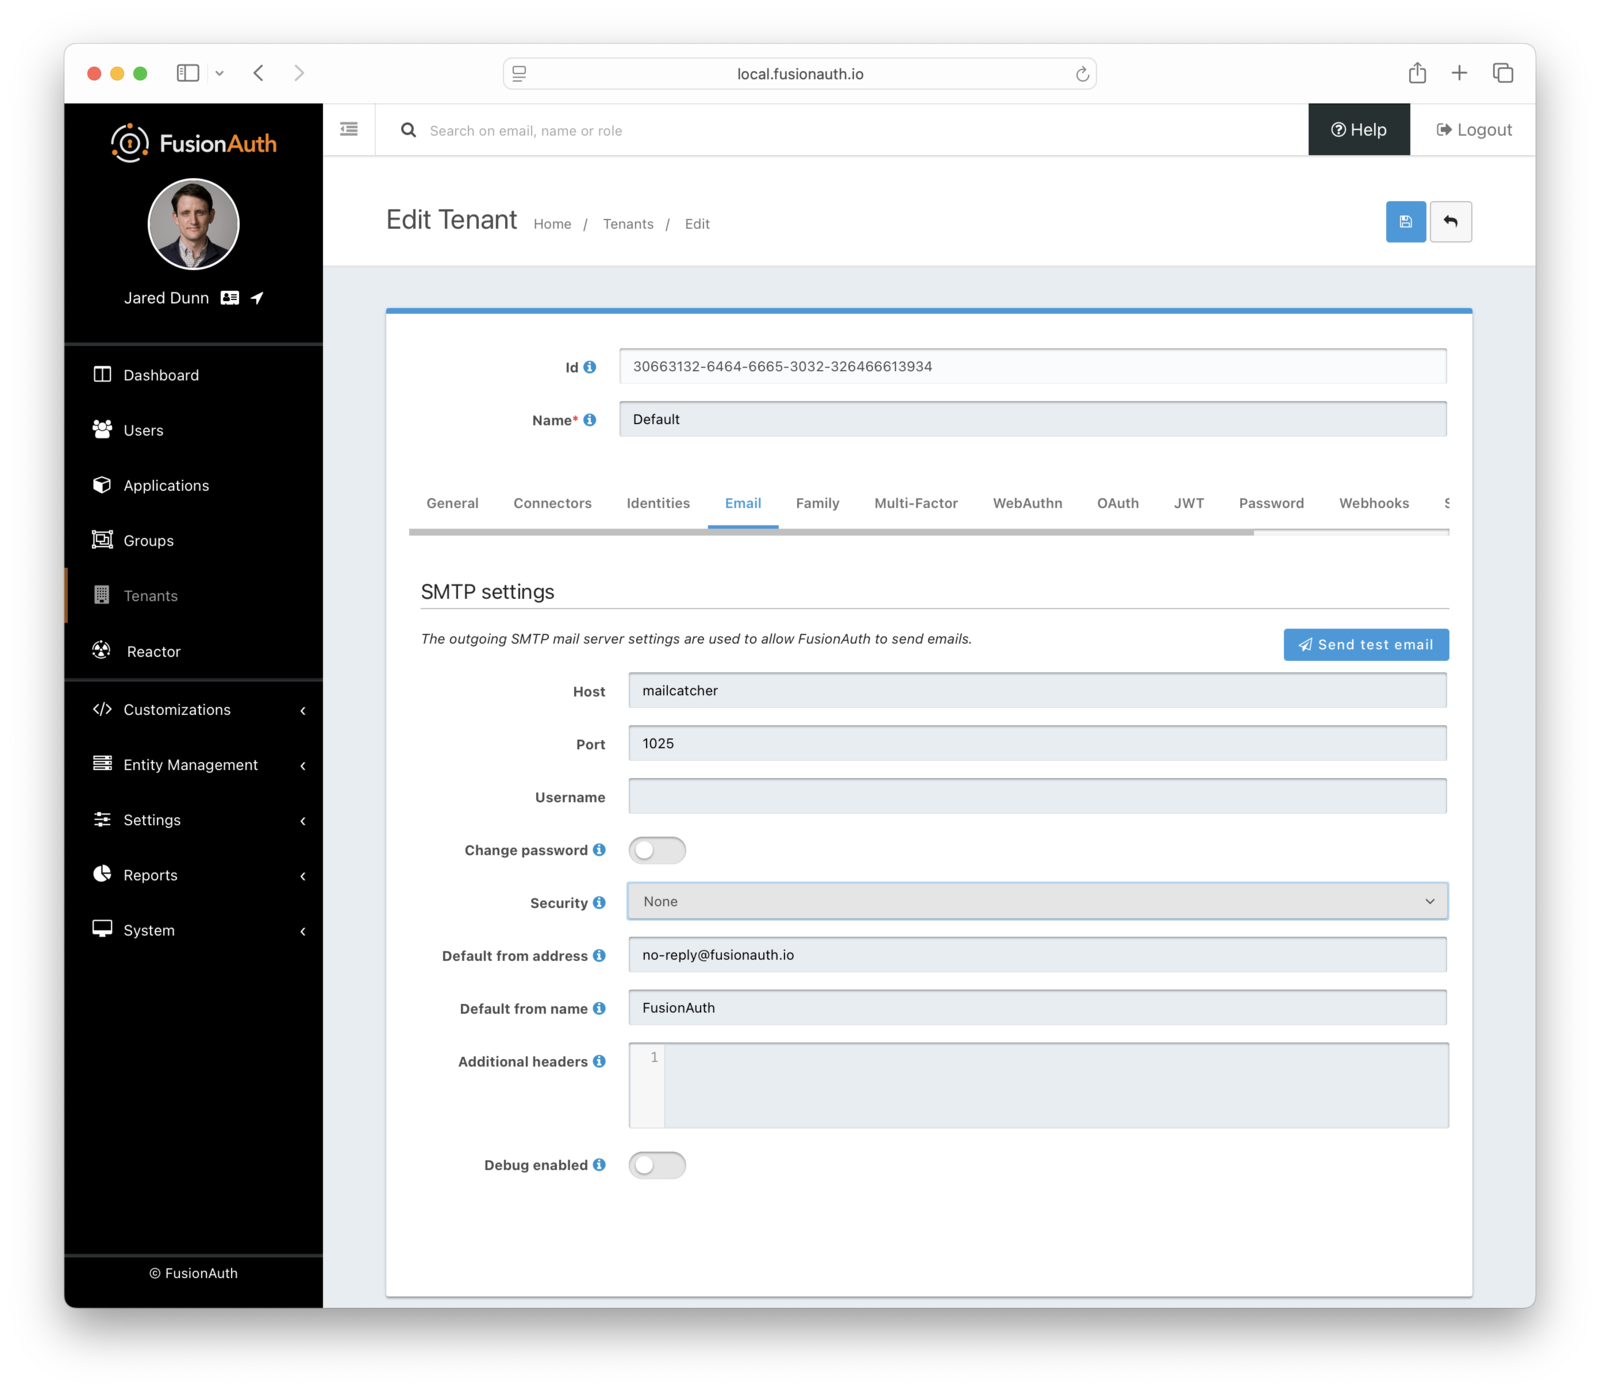 local.fusionauth.io
FusionAuth
Search on email, name or role
Help
Logout
Jared Dunn
Edit Tenant
Home / Tenants / Edit
Dashboard
Users
Applications
Groups
Tenants
Reactor
Customizations
Entity Management
Settings
Reports
System
© FusionAuth
Id 30663132-6464-6665-3032-326466613934
Name* Default
General Connectors Identities Email Family Multi-Factor WebAuthn OAuth JWT Password Webhooks
SMTP settings
The outgoing SMTP mail server settings are used to allow FusionAuth to send emails.
Send test email
Host mailcatcher
Port 1025
Username
Change password
Security None
Default from address no-reply@fusionauth.io
Default from name FusionAuth
Additional headers 1
Debug enabled